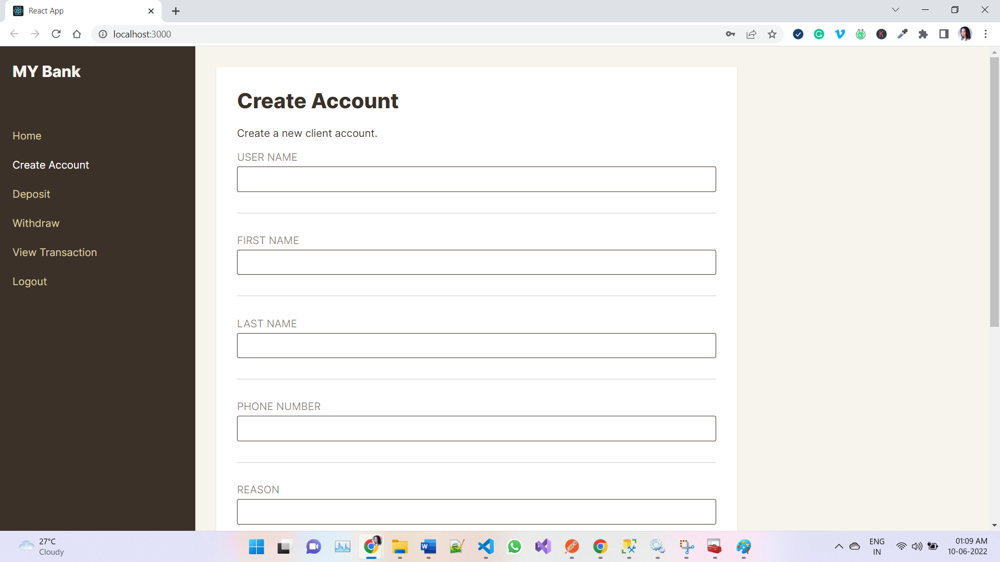 React App
localhost:3000
MY Bank
Home
Create Account
Deposit
Withdraw
View Transaction
Logout
Create Account
Create a new client account.
USER NAME
FIRST NAME
LAST NAME
PHONE NUMBER
REASON
27°C
Cloudy
ENG
IN
01:09 AM
10-06-2022